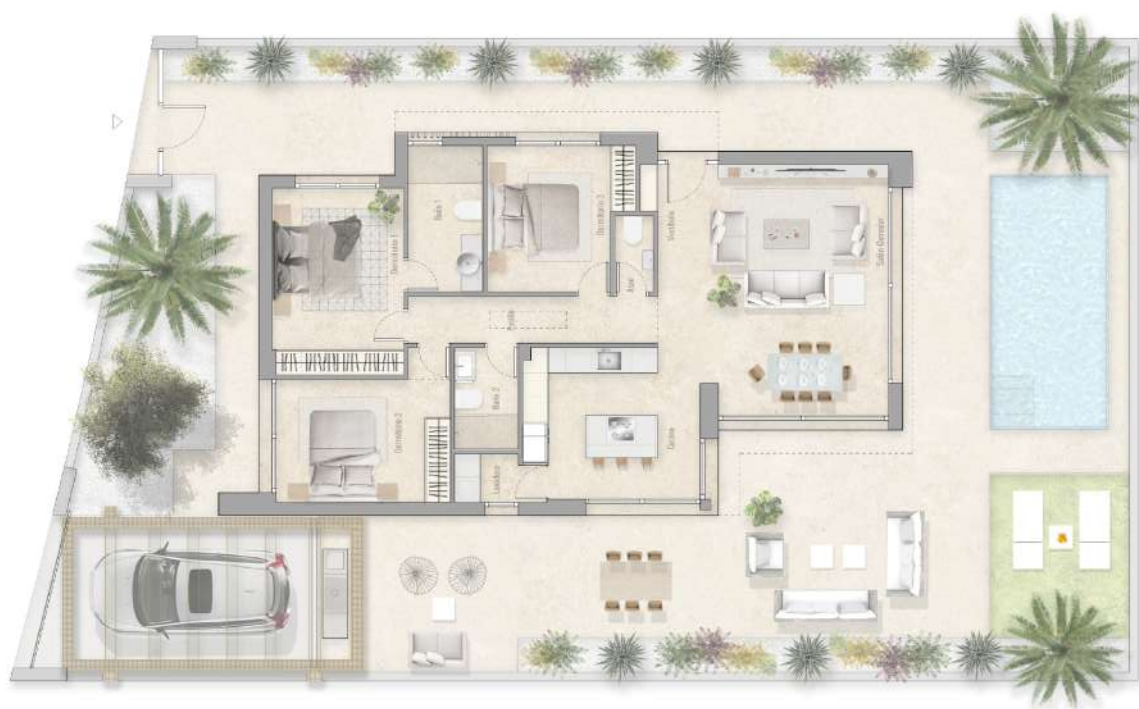 Dormitorio 1
Baño 1
Dormitorio 3
Aseo
Vestíbulo
Salón-Comedor
Pasillo
Dormitorio 2
Baño 2
Lavadero
Cocina